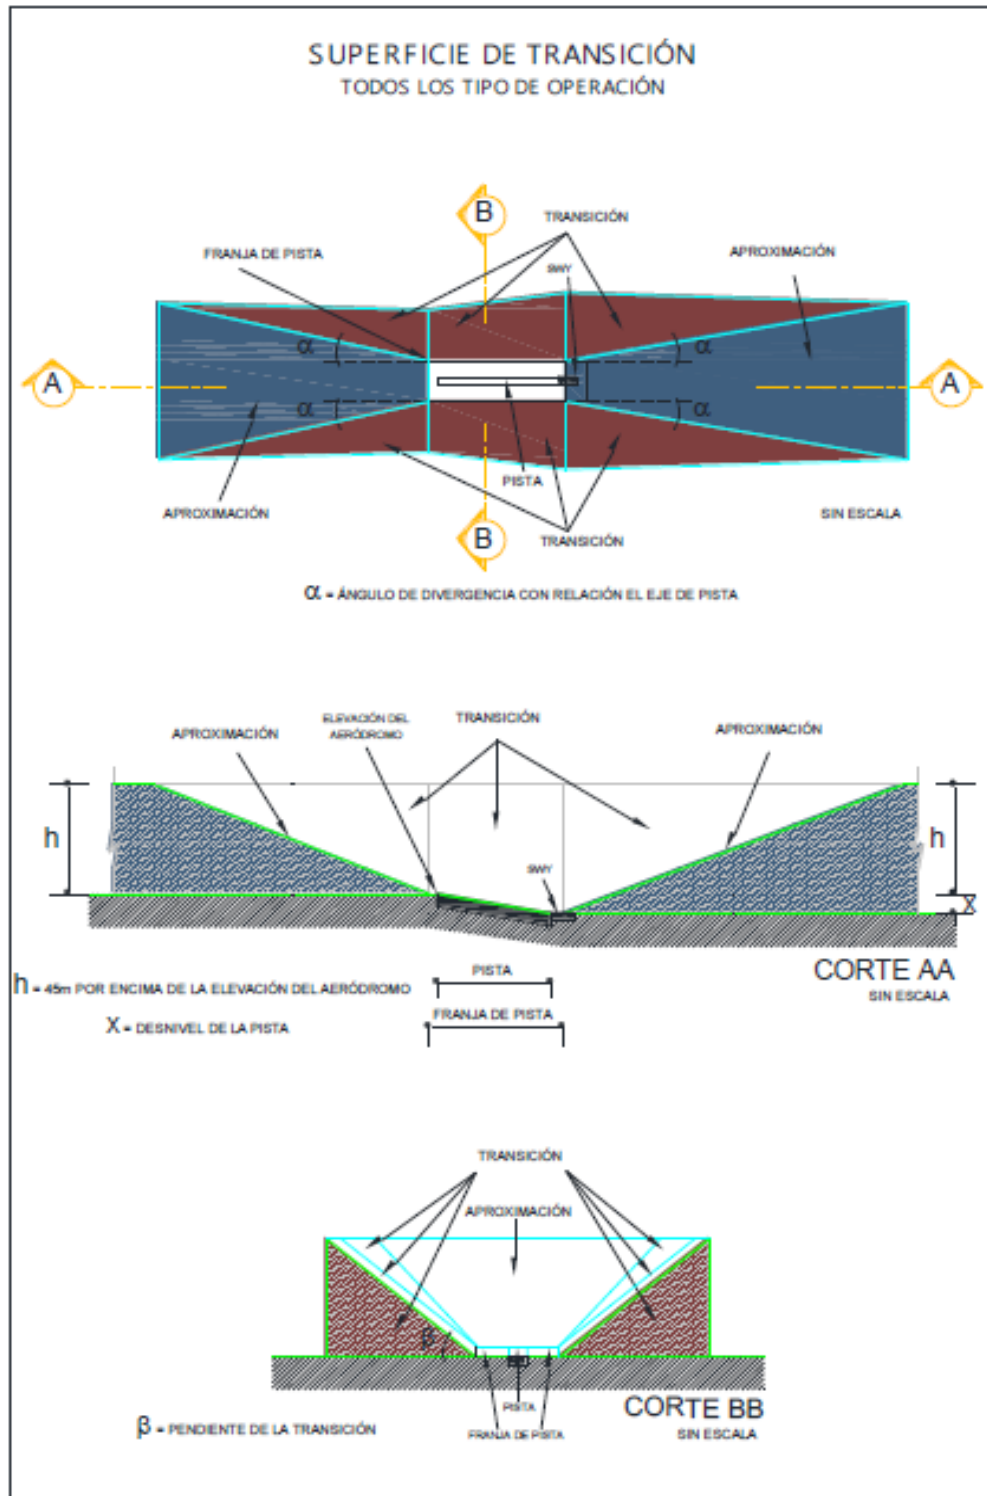 SUPERFICIE DE TRANSICIÓN
TODOS LOS TIPO DE OPERACIÓN
B
TRANSICIÓN
FRANJA DE PISTA
SWY
APROXIMACIÓN
α
α
A
A
α
α
PISTA
APROXIMACIÓN
SIN ESCALA
B
TRANSICIÓN
α = ÁNGULO DE DIVERGENCIA CON RELACIÓN EL EJE DE PISTA
ELEVACIÓN DEL
AERÓDROMO
TRANSICIÓN
APROXIMACIÓN
APROXIMACIÓN
h
h
SWY
X
PISTA
CORTE AA
h = 45m POR ENCIMA DE LA ELEVACIÓN DEL AERÓDROMO
SIN ESCALA
FRANJA DE PISTA
X = DESNIVEL DE LA PISTA
TRANSICIÓN
APROXIMACIÓN
β
PISTA
CORTE BB
β = PENDIENTE DE LA TRANSICIÓN
FRANJA DE PISTA
SIN ESCALA